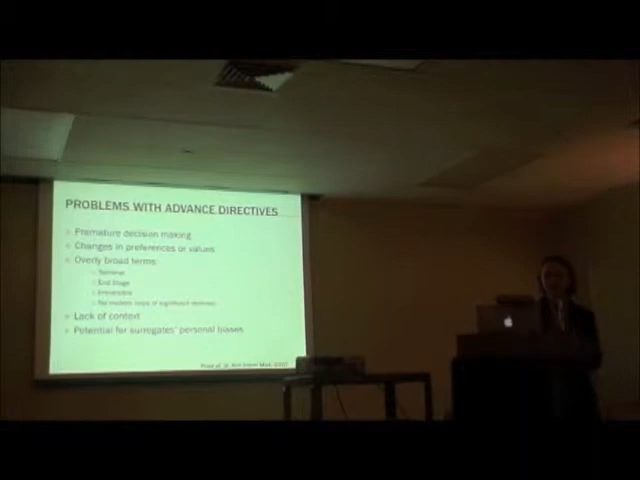 PROBLEMS WITH ADVANCE DIRECTIVES
Premature decision making
Changes in preferences or values
Overly broad terms:
Terminal
End Stage
Irreversible
Lack of context
Potential for surrogates' personal biases